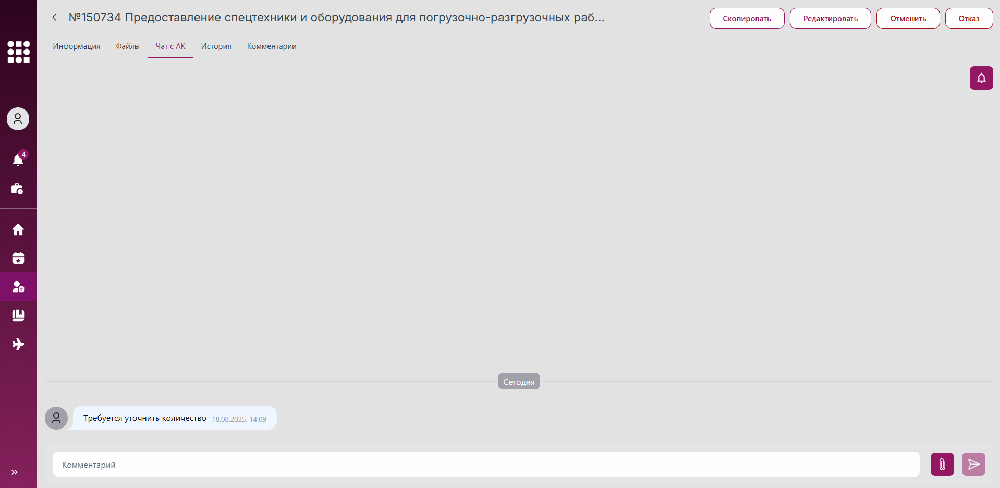 №150734 Предоставление спецтехники и оборудования для погрузочно-разгрузочных раб...
Скопировать
Редактировать
Отменить
Отказ
Информация
Файлы
Чат с АК
История
Комментарии
4
Сегодня
Требуется уточнить количество 18.08.2025, 14:09
Комментарий